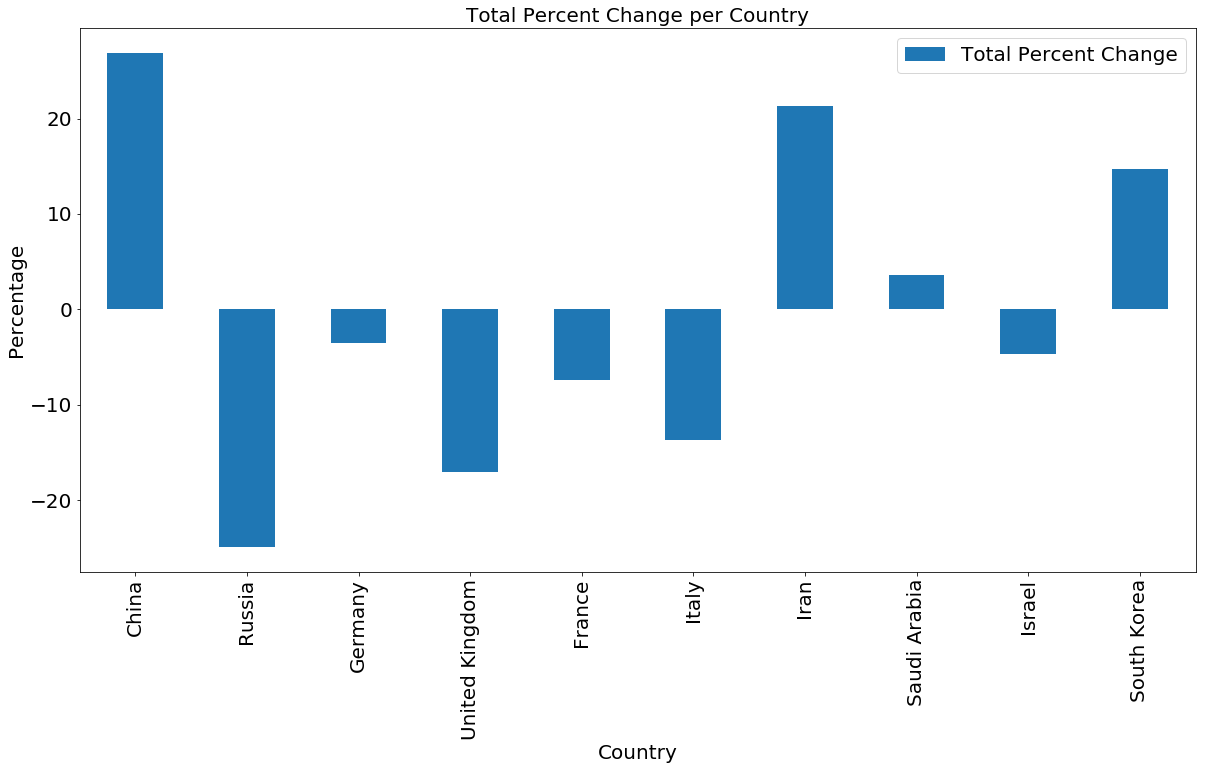 Total Percent Change per Country
Total Percent Change
20
10
0
−10
−20
Percentage
China
Russia
Germany
United Kingdom
France
Italy
Iran
Saudi Arabia
Israel
South Korea
Country